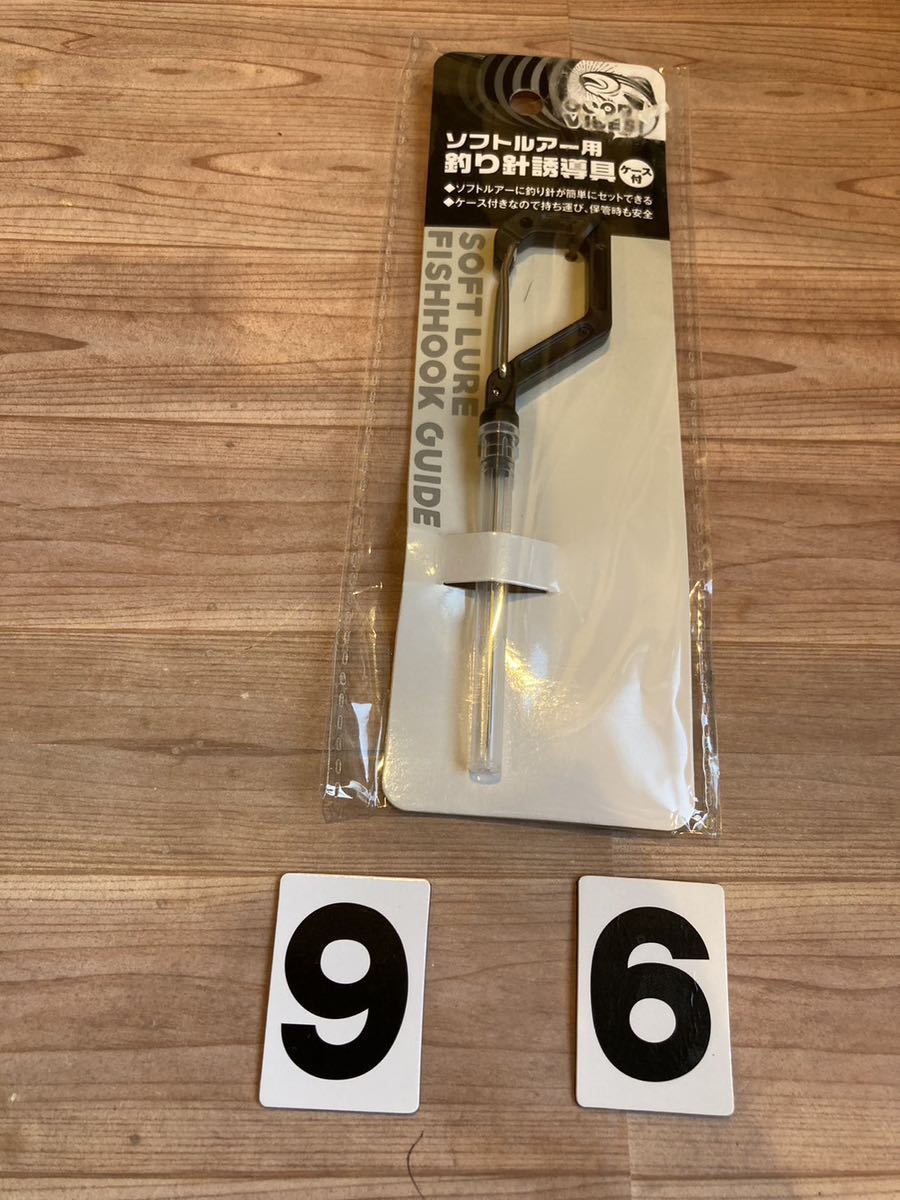 GOOD
VIBES!
ソフトルアー用
釣り針誘導具
ケース
付
◆ソフトルアーに釣り針が簡単にセットできる
◆ケース付きなので持ち運び、保管時も安全
SOFT LURE
FISHHOOK GUIDE
9 6